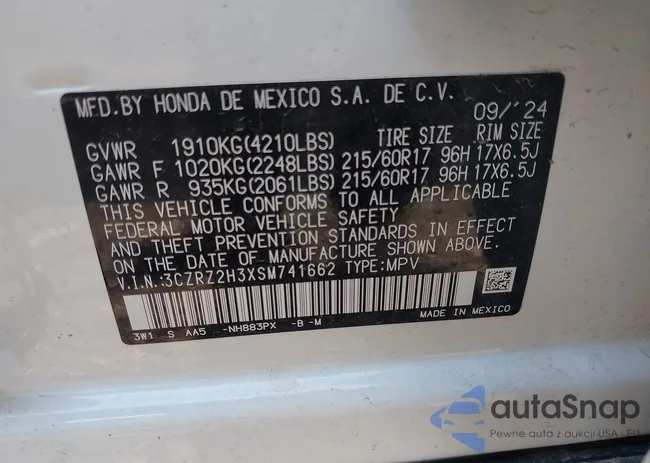 MFD.BY HONDA DE MEXICO S.A. DE C.V. 09/'24
GVWR 1910KG(4210LBS) TIRE SIZE RIM SIZE
GAWR F 1020KG(2248LBS) 215/60R17 96H 17X6.5J
GAWR R 935KG(2061LBS) 215/60R17 96H 17X6.5J
THIS VEHICLE CONFORMS TO ALL APPLICABLE
FEDERAL MOTOR VEHICLE SAFETY
AND THEFT PREVENTION STANDARDS IN EFFECT
ON THE DATE OF MANUFACTURE SHOWN ABOVE.
V.I.N.:3CZRZ2H3XSM741662 TYPE:MPV
3W1 S AA5 -NH883PX -B -M MADE IN MEXICO
autaSnap
Pewne auta z aukcji USA i EU